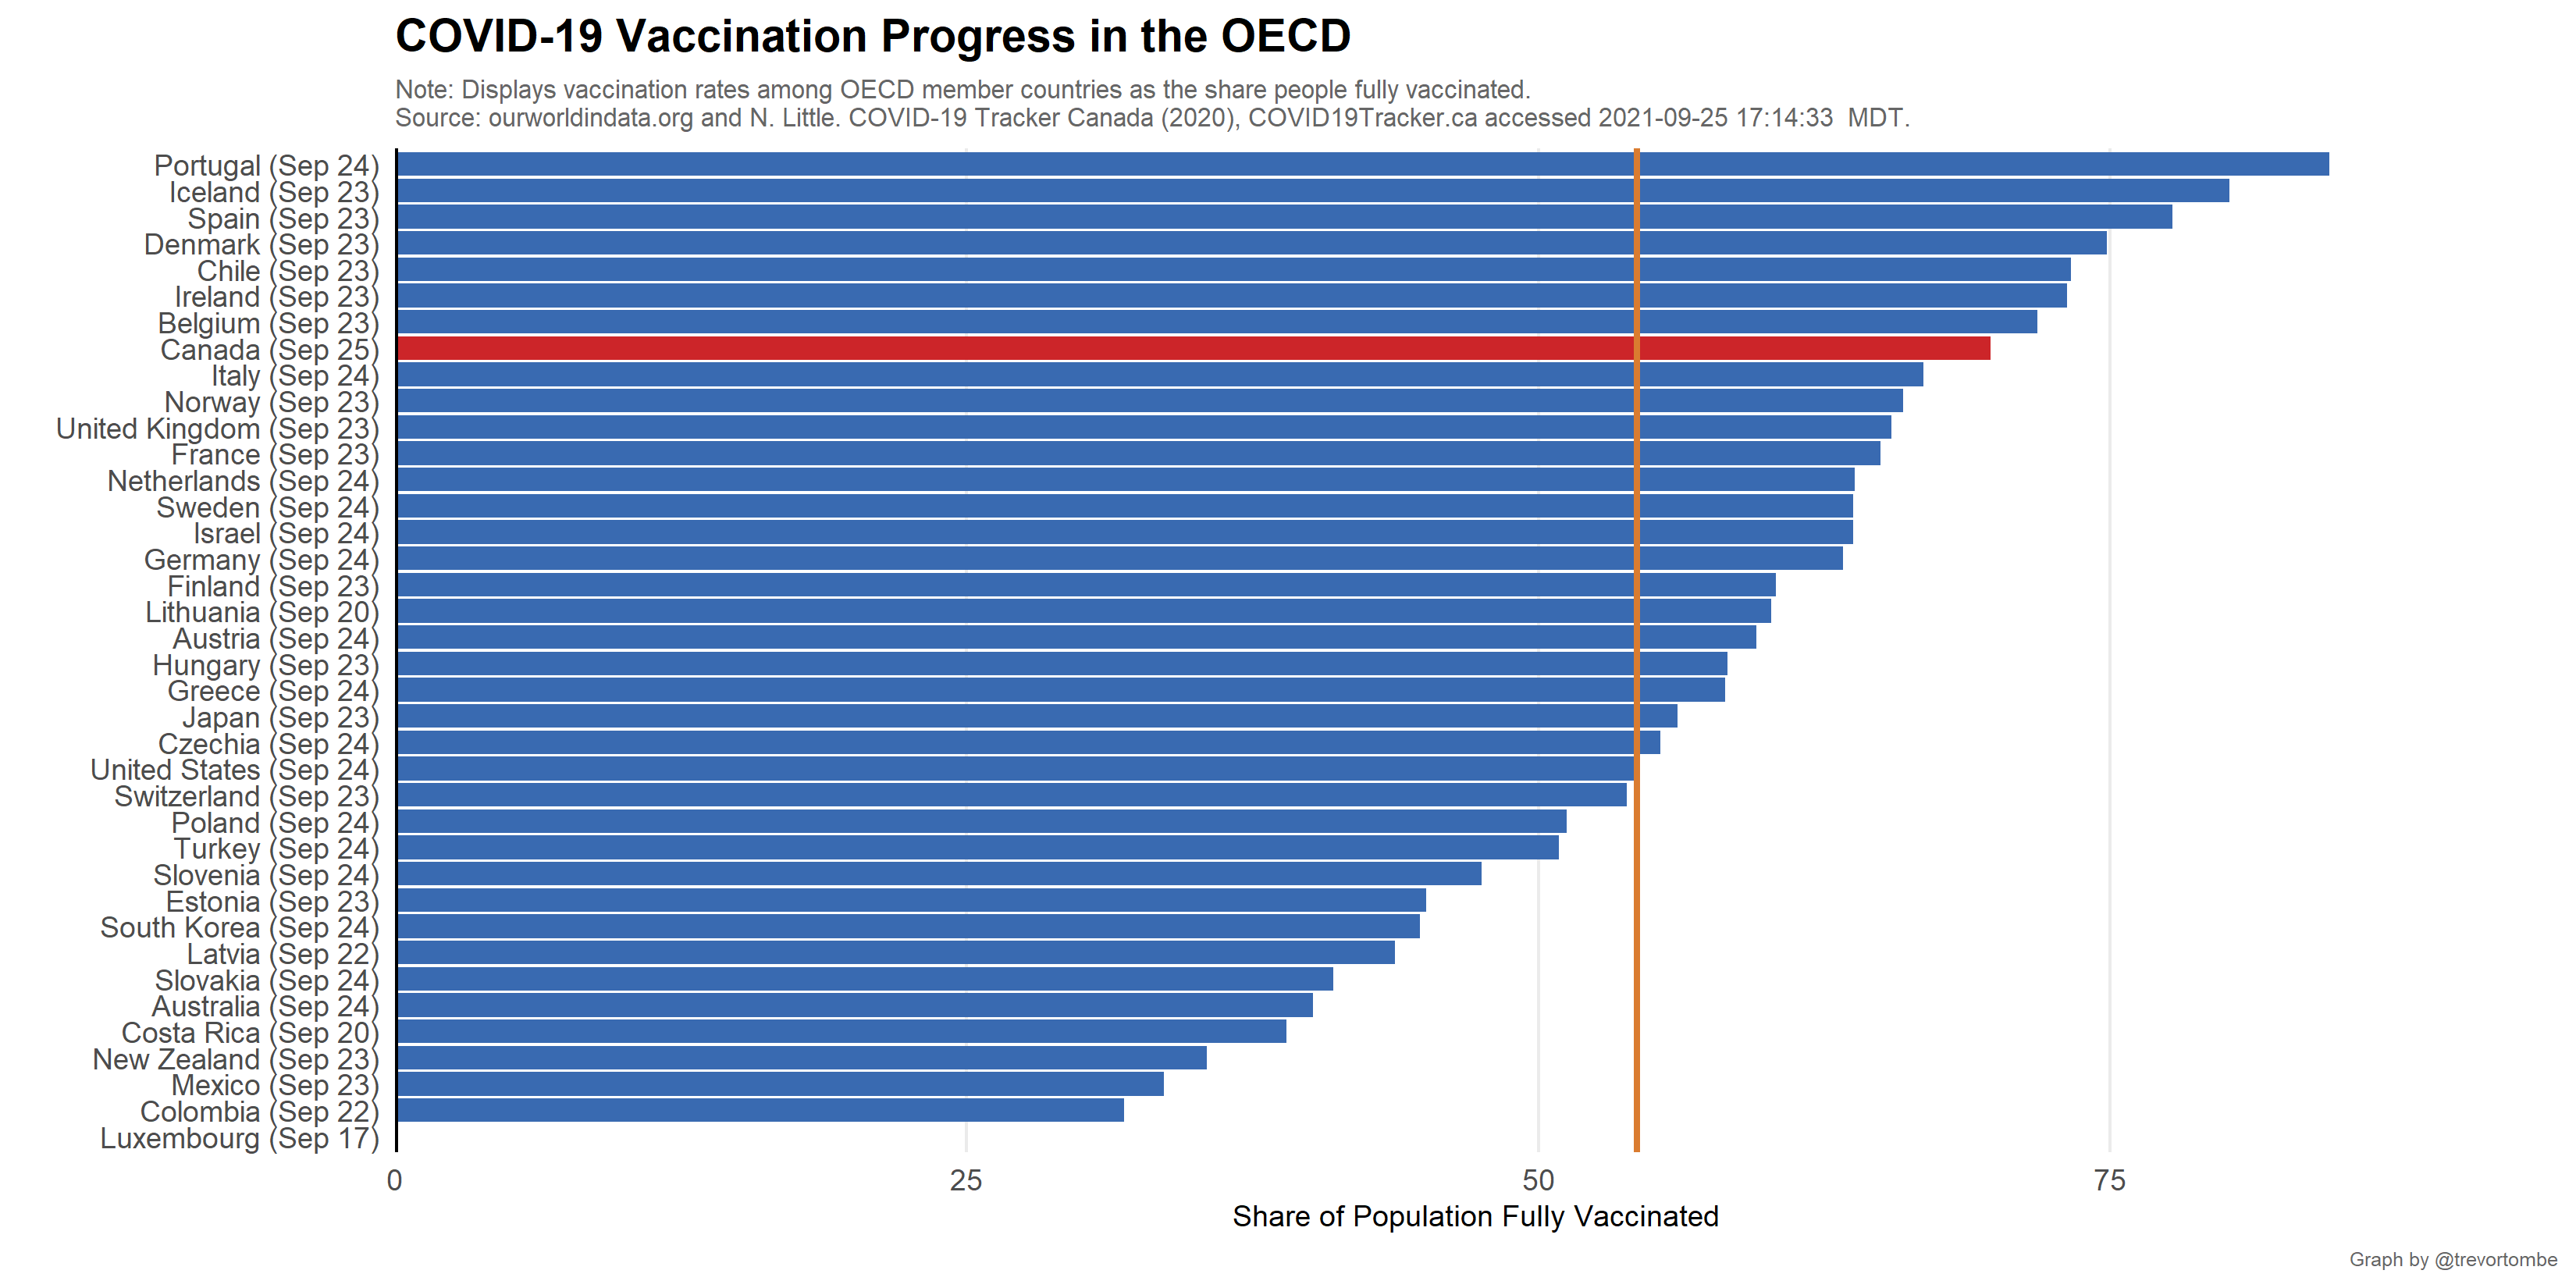 COVID-19 Vaccination Progress in the OECD
Note: Displays vaccination rates among OECD member countries as the share people fully vaccinated.
Source: ourworldindata.org and N. Little. COVID-19 Tracker Canada (2020), COVID19Tracker.ca accessed 2021-09-25 17:14:33  MDT.
Portugal (Sep 24)
Iceland (Sep 23)
Spain (Sep 23)
Denmark (Sep 23)
Chile (Sep 23)
Ireland (Sep 23)
Belgium (Sep 23)
Canada (Sep 25)
Italy (Sep 24)
Norway (Sep 23)
United Kingdom (Sep 23)
France (Sep 23)
Netherlands (Sep 24)
Sweden (Sep 24)
Israel (Sep 24)
Germany (Sep 24)
Finland (Sep 23)
Lithuania (Sep 20)
Austria (Sep 24)
Hungary (Sep 23)
Greece (Sep 24)
Japan (Sep 23)
Czechia (Sep 24)
United States (Sep 24)
Switzerland (Sep 23)
Poland (Sep 24)
Turkey (Sep 24)
Slovenia (Sep 24)
Estonia (Sep 23)
South Korea (Sep 24)
Latvia (Sep 22)
Slovakia (Sep 24)
Australia (Sep 24)
Costa Rica (Sep 20)
New Zealand (Sep 23)
Mexico (Sep 23)
Colombia (Sep 22)
Luxembourg (Sep 17)
0 25 50 75
Share of Population Fully Vaccinated
Graph by @trevortombe